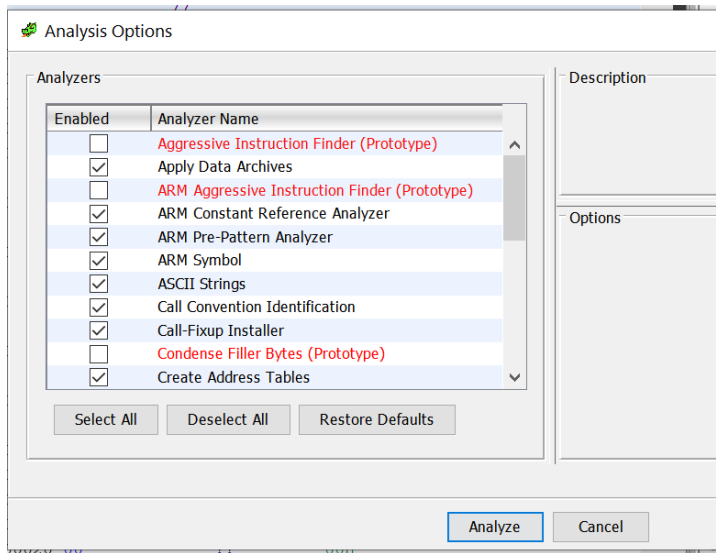 Analysis Options
Analyzers
Enabled Analyzer Name
Aggressive Instruction Finder (Prototype)
Apply Data Archives
ARM Aggressive Instruction Finder (Prototype)
ARM Constant Reference Analyzer
ARM Pre-Pattern Analyzer
ARM Symbol
ASCII Strings
Call Convention Identification
Call-Fixup Installer
Condense Filler Bytes (Prototype)
Create Address Tables
Select All Deselect All Restore Defaults
Description
Options
Analyze Cancel